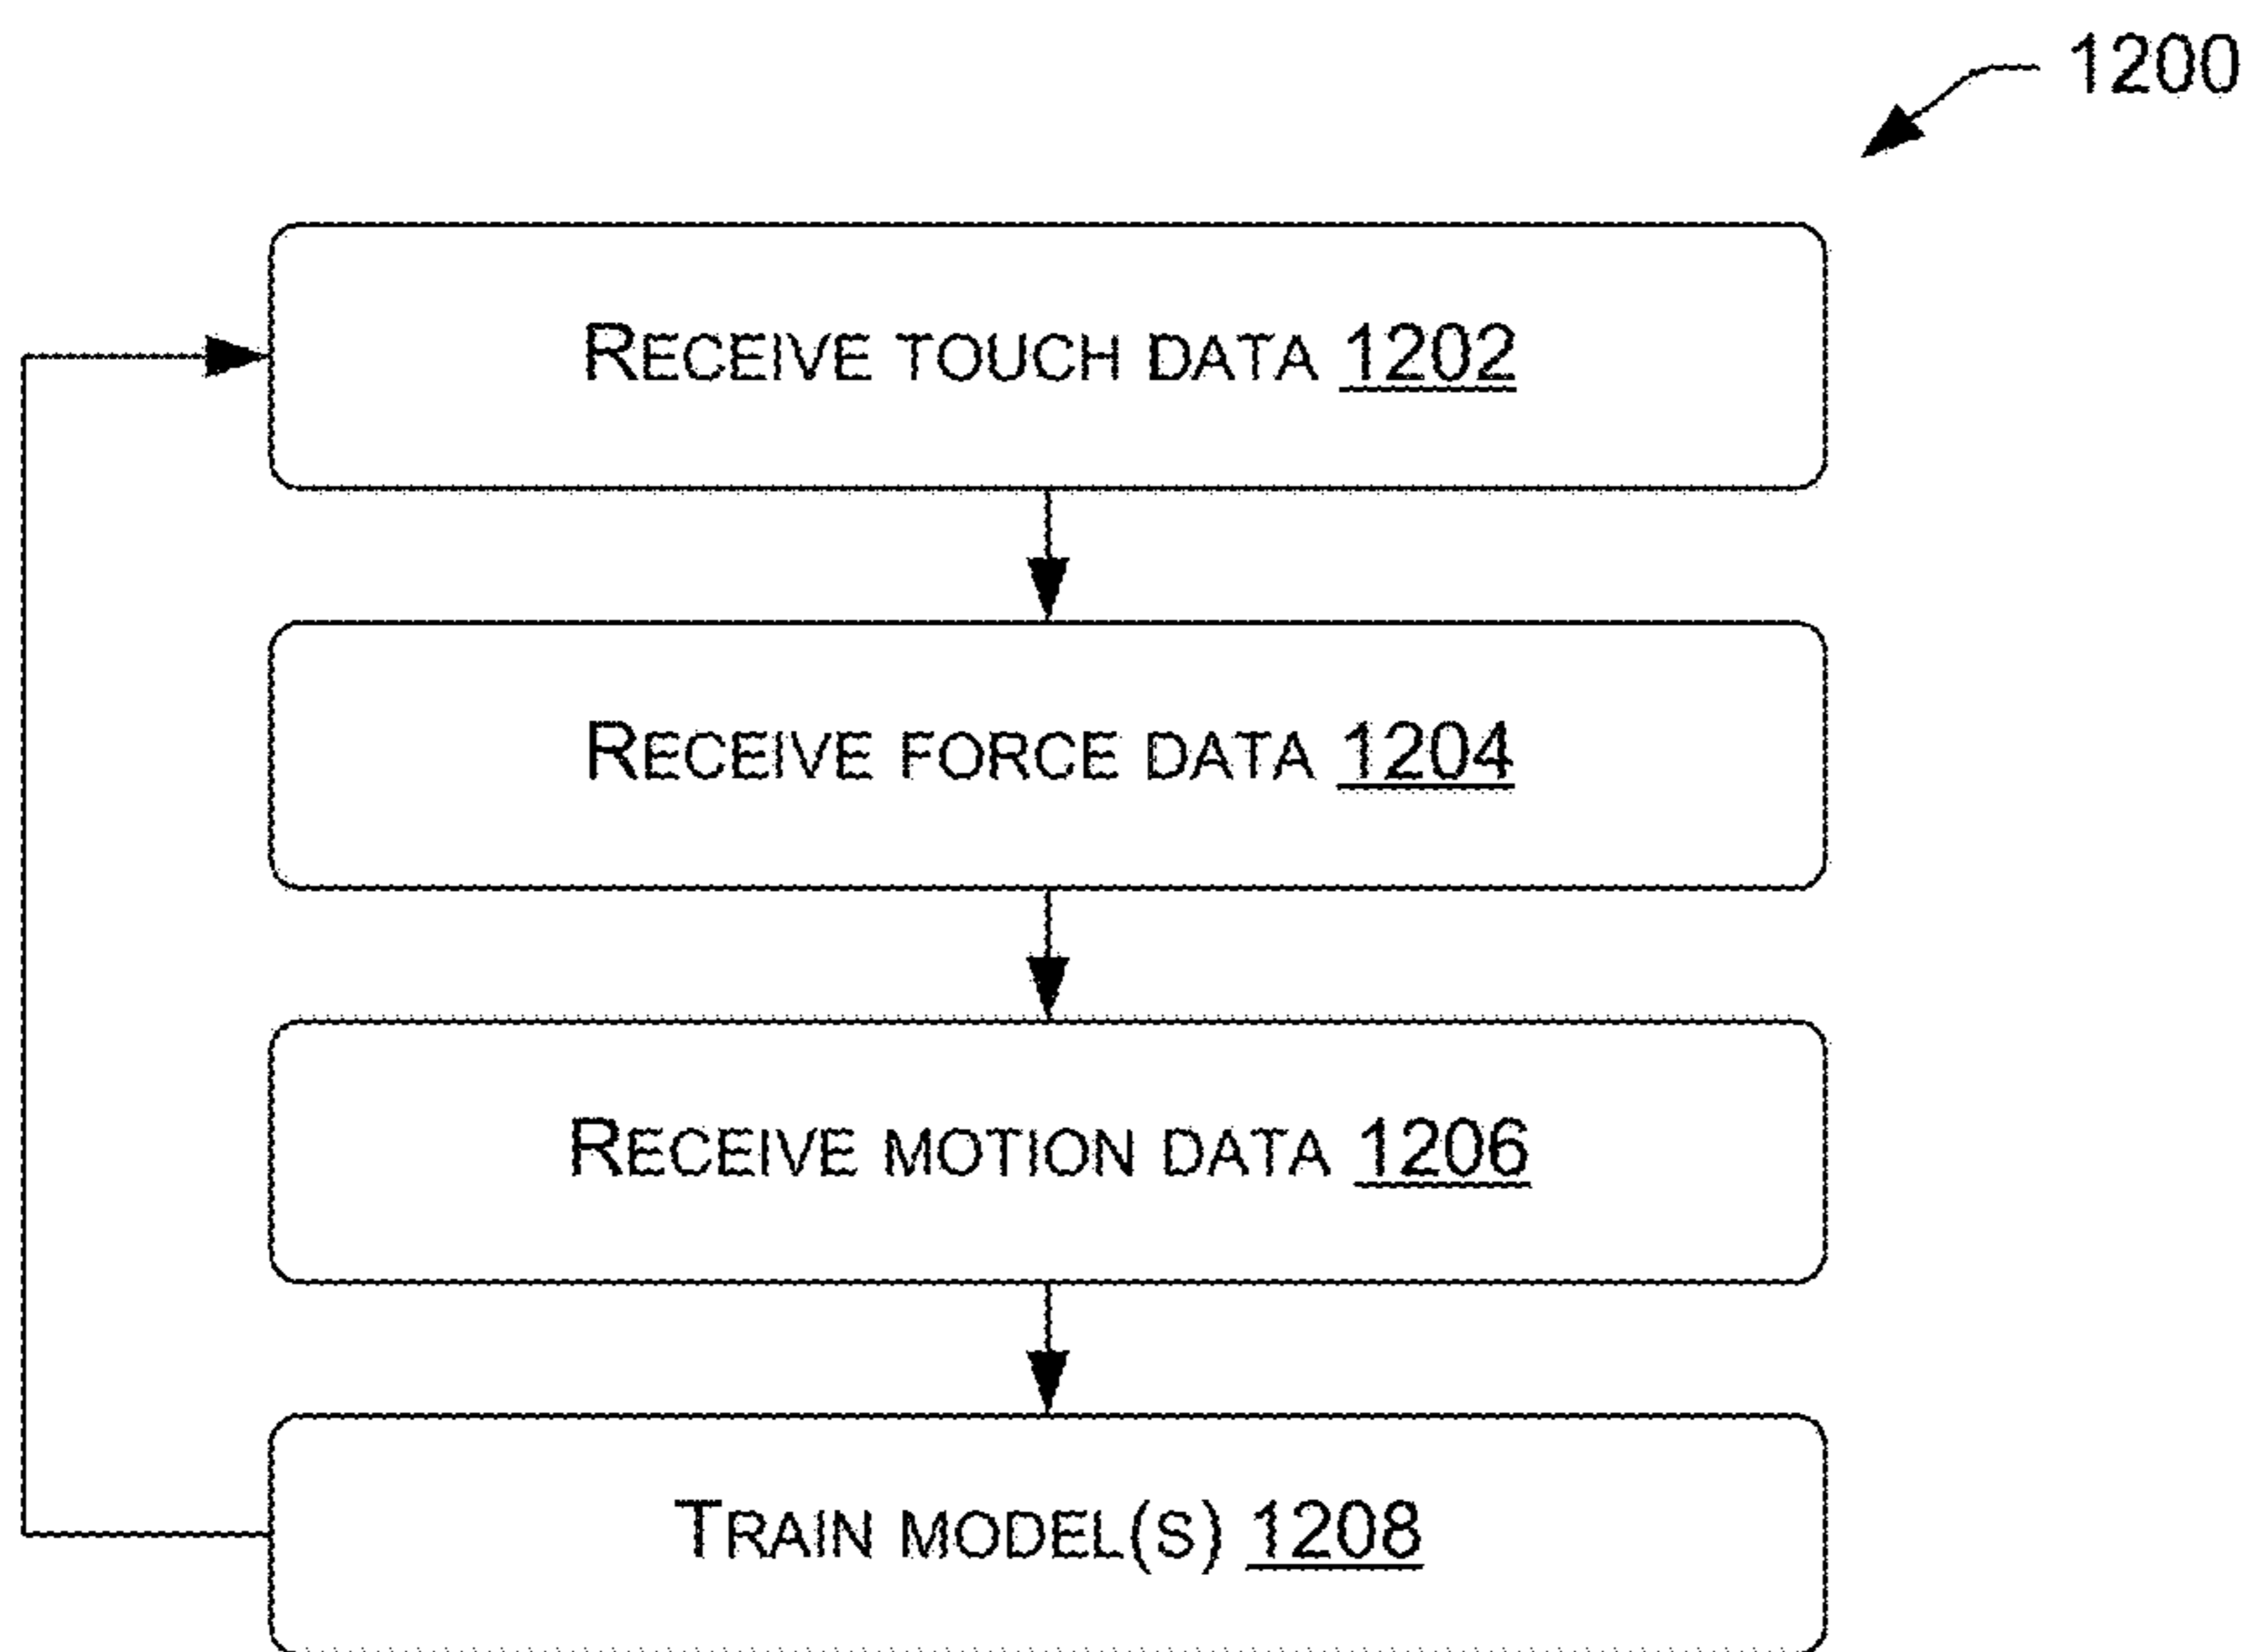 1200
RECEIVE TOUCH DATA 1202
RECEIVE FORCE DATA 1204
RECEIVE MOTION DATA 1206
TRAIN MODEL(S) 1208